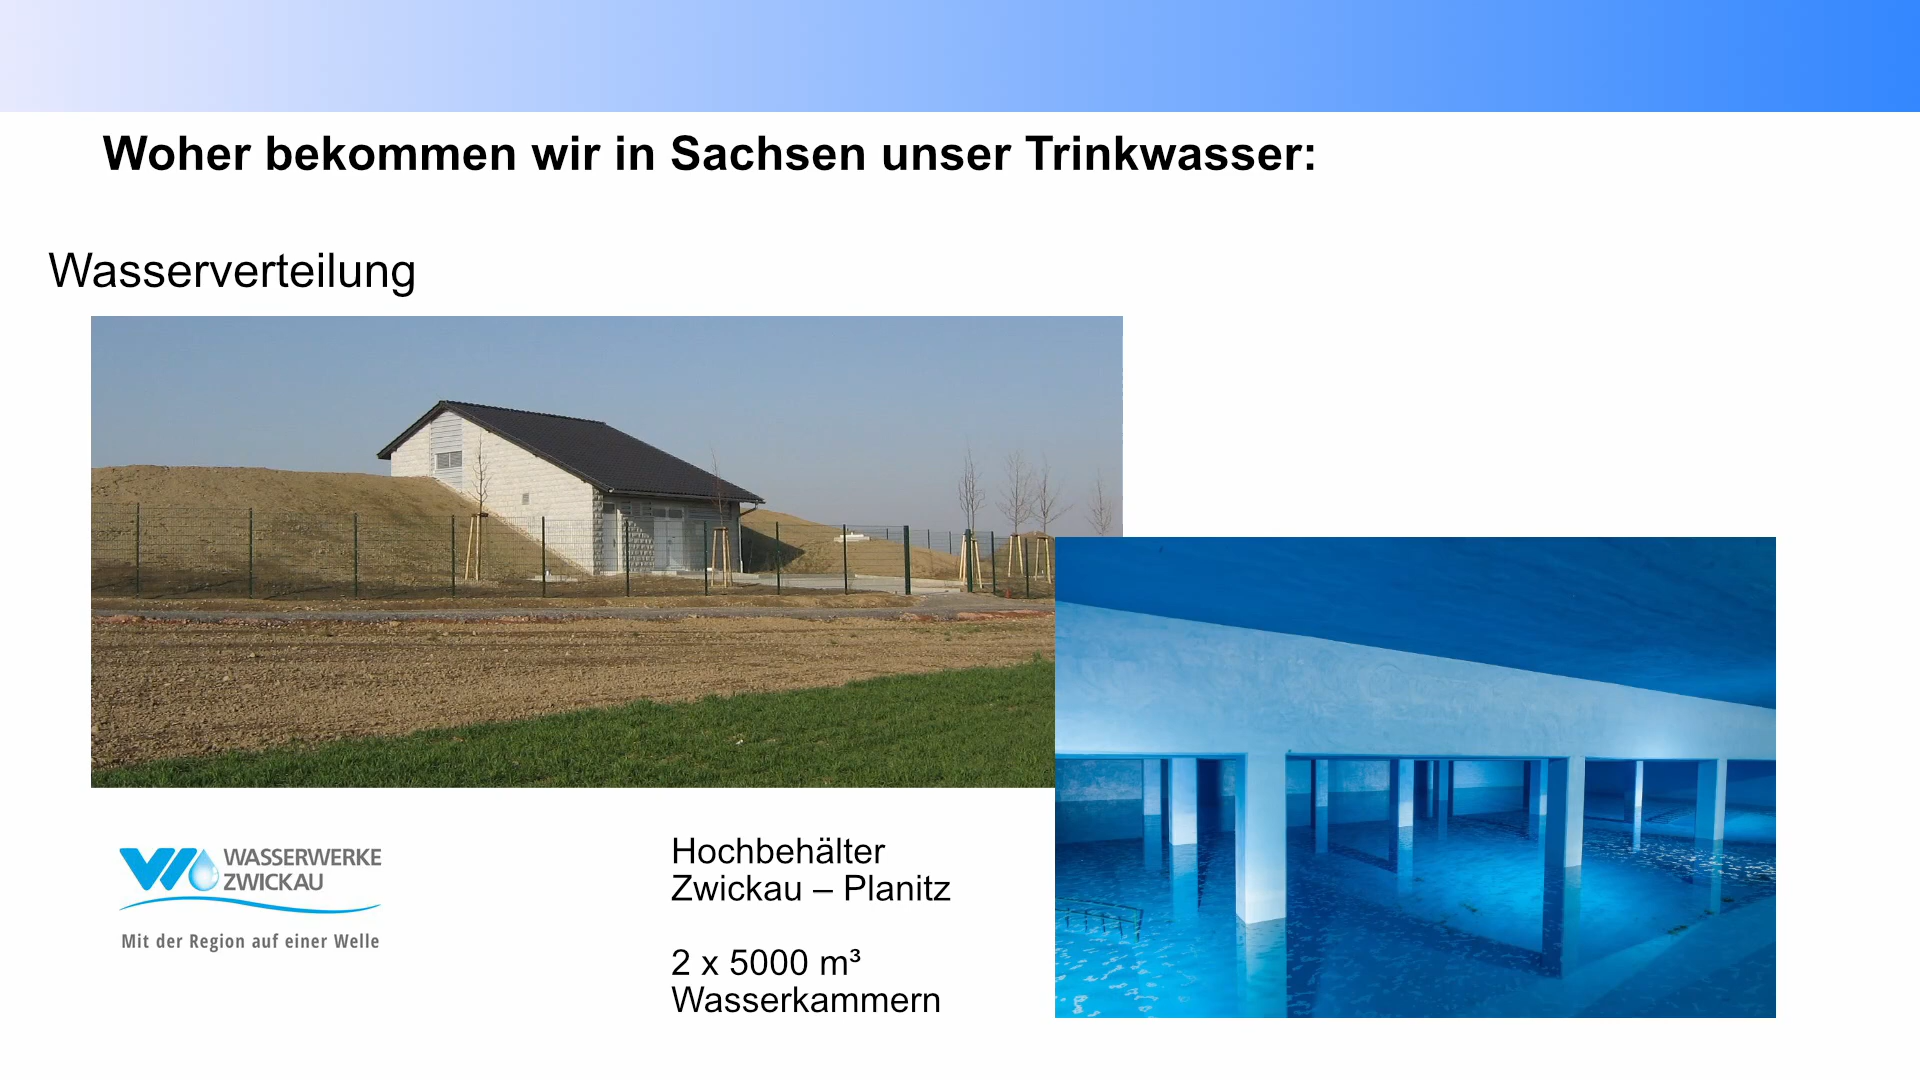 Woher bekommen wir in Sachsen unser Trinkwasser:
Wasserverteilung
WASSERWERKE
ZWICKAU
Mit der Region auf einer Welle
Hochbehälter
Zwickau – Planitz
2 x 5000 m³
Wasserkammern